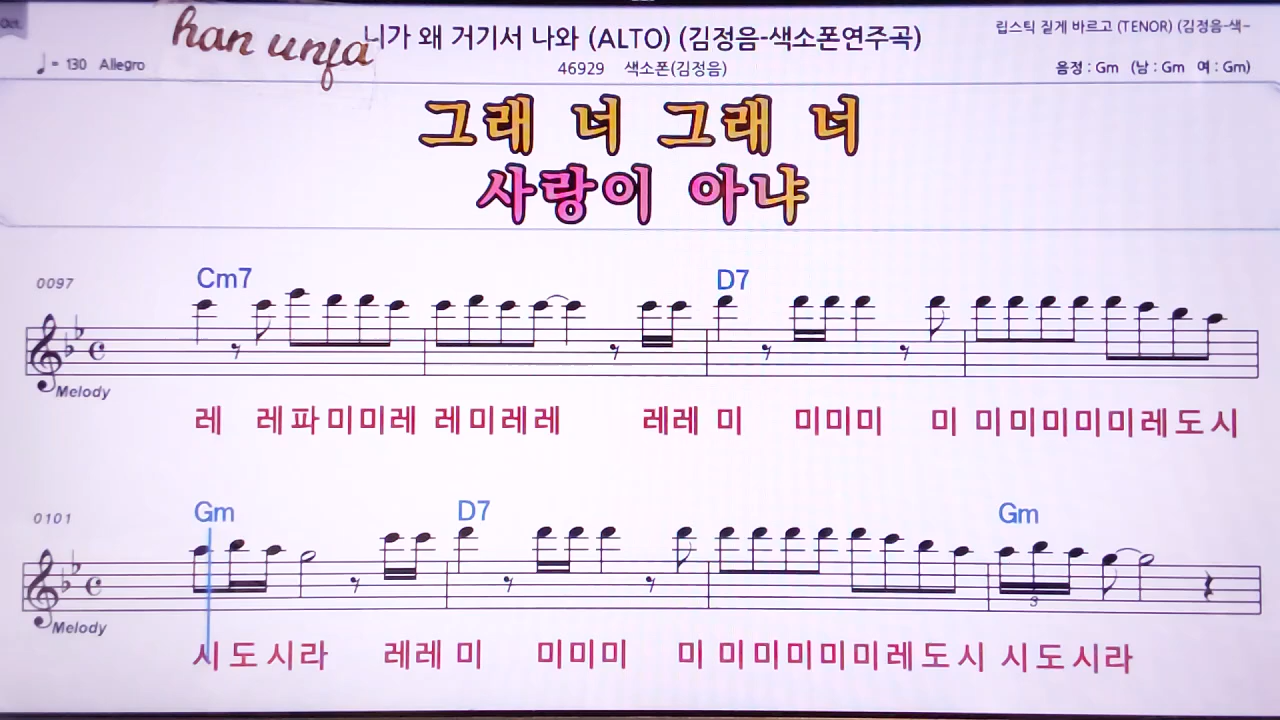 Oct.
han unfa
니가 왜 거기서 나와 (ALTO) (김정음-색소폰연주곡)
립스틱 짙게 바르고 (TENOR) (김정음-색-
♩= 130 Allegro
46929 색소폰(김정음)
음정 : Gm (남 : Gm 여 : Gm)
그래 너 그래 너
사랑이 아냐
0097
Cm7 D7
Melody
레 레파미미레 레미레레 레레 미 미미미 미 미미미미미레도시
0101
Gm D7 Gm
3
Melody
시도시라 레레 미 미미미 미 미미미미미레도시 시도시라